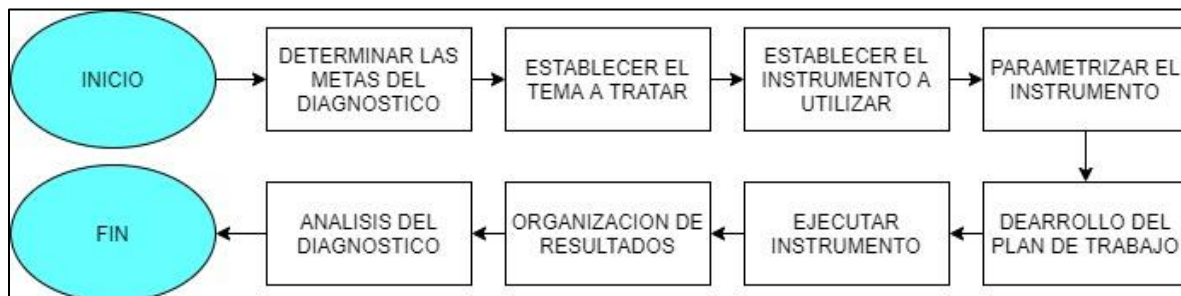 INICIO
DETERMINAR LAS
METAS DEL
DIAGNOSTICO
ESTABLECER EL
TEMA A TRATAR
ESTABLECER EL
INSTRUMENTO A
UTILIZAR
PARAMETRIZAR EL
INSTRUMENTO
DEARROLLO DEL
PLAN DE TRABAJO
EJECUTAR
INSTRUMENTO
ORGANIZACION DE
RESULTADOS
ANALISIS DEL
DIAGNOSTICO
FIN